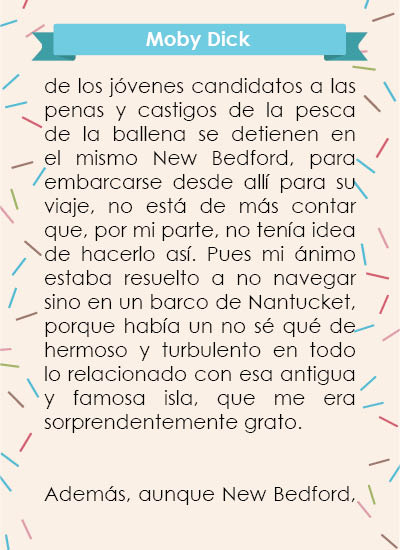 Moby Dick
de los jóvenes candidatos a las
penas y castigos de la pesca
de la ballena se detienen en
el mismo New Bedford, para
embarcarse desde allí para su
viaje, no está de más contar
que, por mi parte, no tenía idea
de hacerlo así. Pues mi ánimo
estaba resuelto a no navegar
sino en un barco de Nantucket,
porque había un no sé qué de
hermoso y turbulento en todo
lo relacionado con esa antigua
y famosa isla, que me era
sorprendentemente grato.
Además, aunque New Bedford,